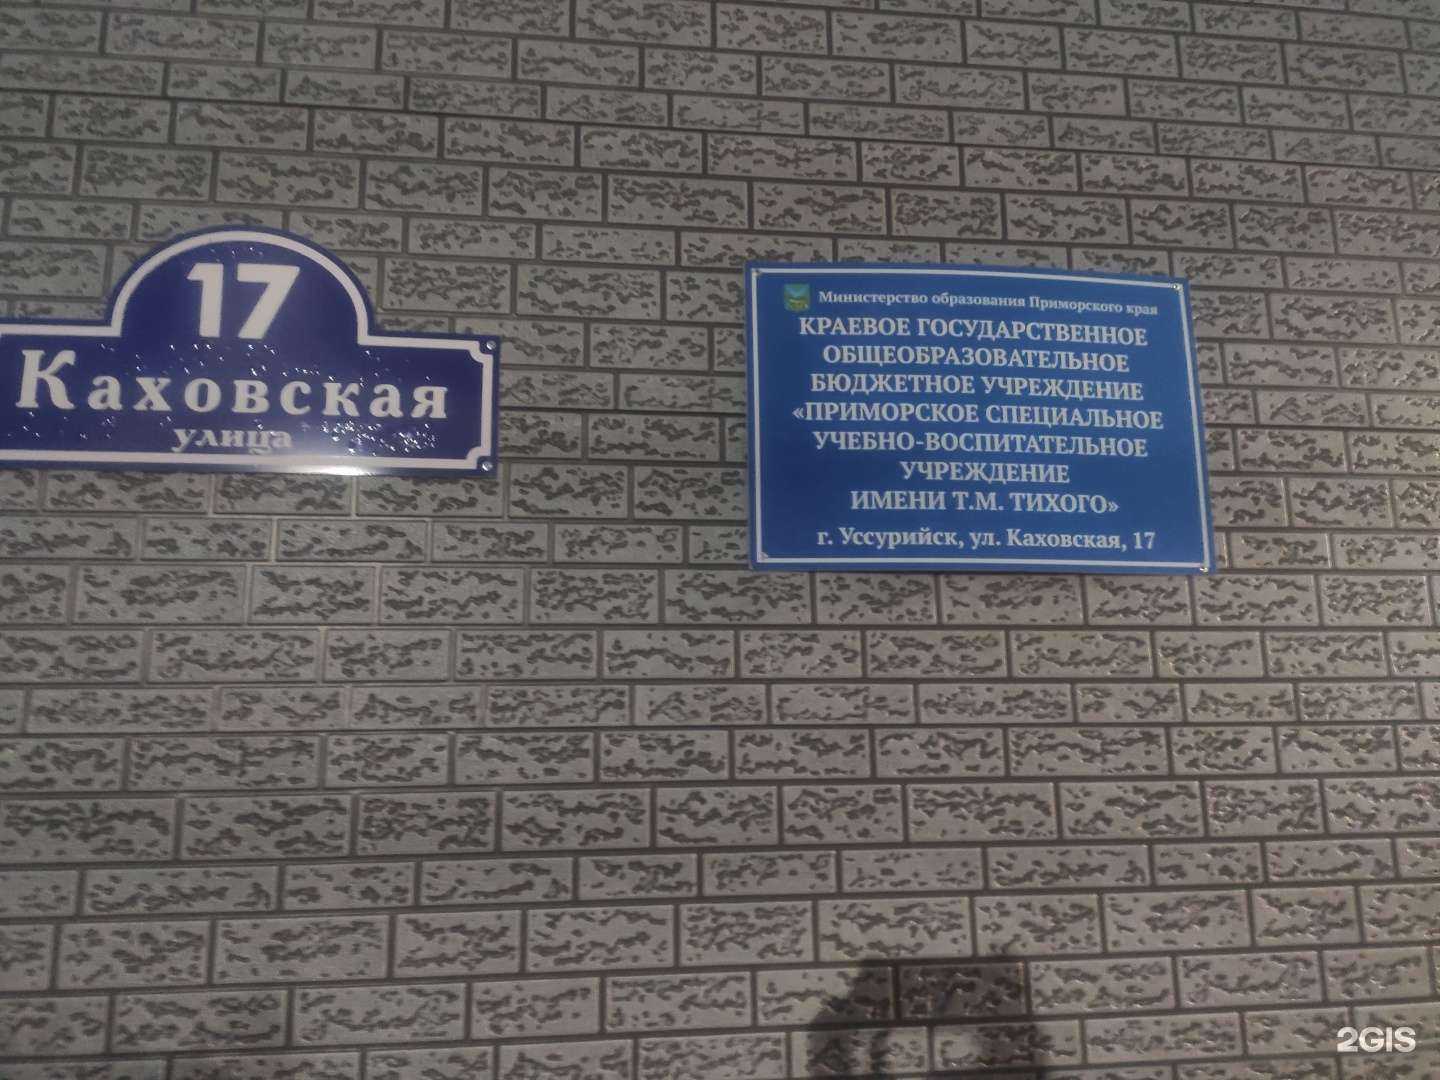 17
Каховская
улица
Министерство образования Приморского края
КРАЕВОЕ ГОСУДАРСТВЕННОЕ
ОБЩЕОБРАЗОВАТЕЛЬНОЕ
БЮДЖЕТНОЕ УЧРЕЖДЕНИЕ
«ПРИМОРСКОЕ СПЕЦИАЛЬНОЕ
УЧЕБНО-ВОСПИТАТЕЛЬНОЕ
УЧРЕЖДЕНИЕ
ИМЕНИ Т.М. ТИХОГО»
г. Уссурийск, ул. Каховская, 17
2GIS